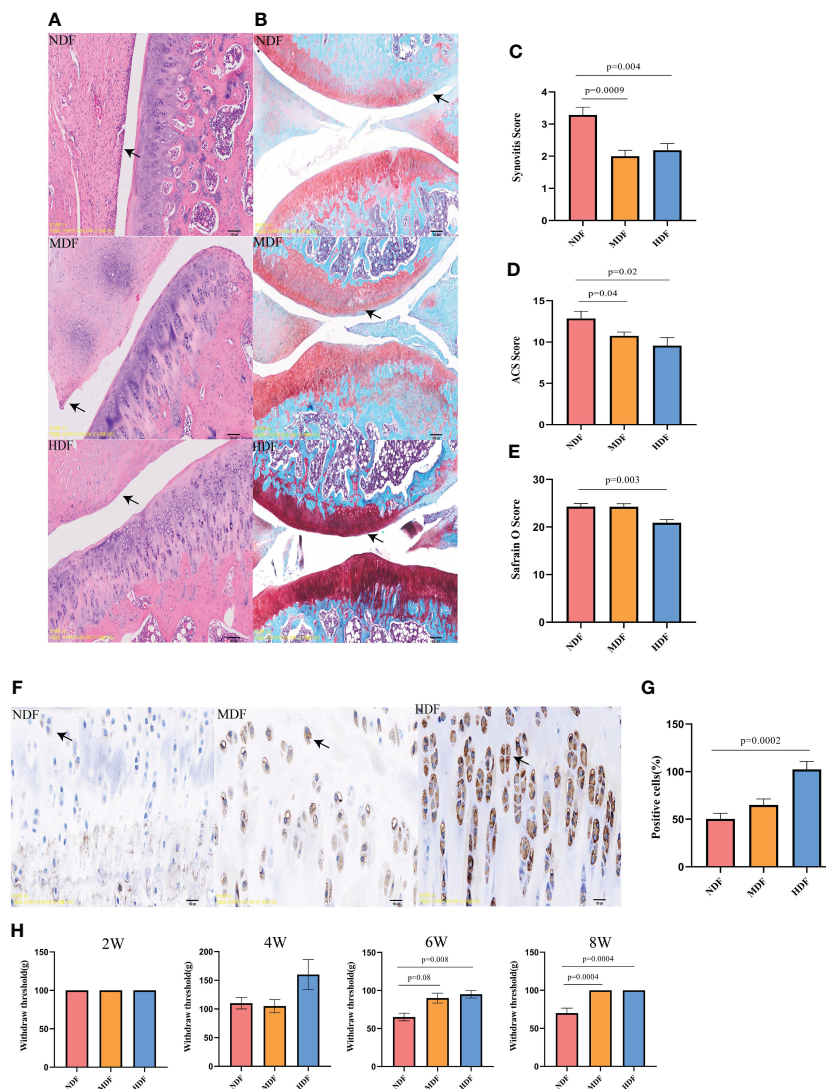 A
B
NDF
NDF
MDF
MDF
HDF
HDF
C
p=0.004
p=0.0009
Synovitis Score
4
3
2
1
0
NDF
MDF
HDF
D
p=0.02
p=0.04
ACS Score
15
10
5
0
NDF
MDF
HDF
E
p=0.003
Safrain O Score
30
20
10
0
NDF
MDF
HDF
F
NDF
MDF
HDF
G
p=0.0002
Positive cells(%)
150
100
50
0
NDF
MDF
HDF
H
2W
Withdraw threshold(g)
150
100
50
0
NDF
MDF
HDF
4W
Withdraw threshold(g)
200
150
100
50
0
NDF
MDF
HDF
6W
p=0.008
p=0.08
Withdraw threshold(g)
150
100
50
0
NDF
MDF
HDF
8W
p=0.0004
p=0.0004
Withdraw threshold(g)
150
100
50
0
NDF
MDF
HDF